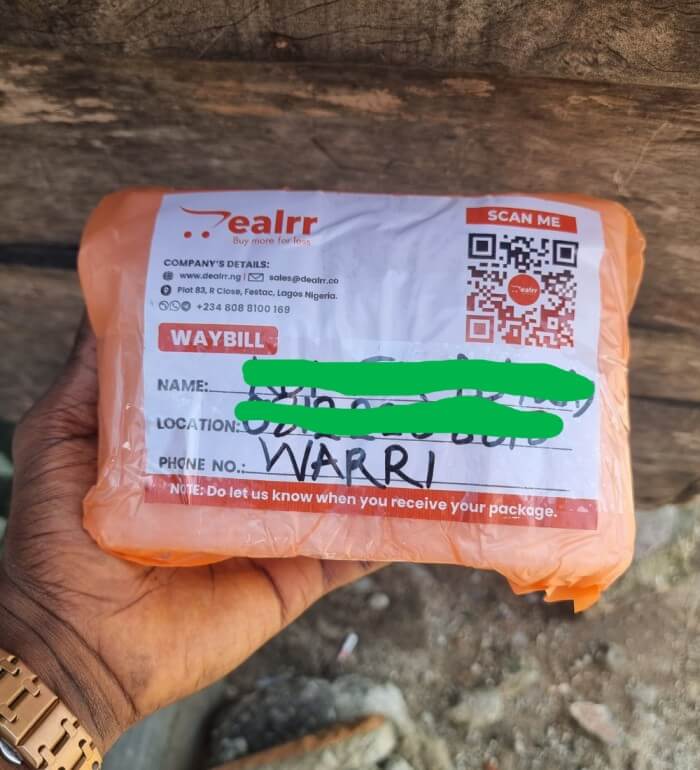 Dealrr
Buy more for less
SCAN ME
COMPANY'S DETAILS:
www.dealrr.ng | sales@dealrr.co
Plot 83, R Close, Festac, Lagos Nigeria.
+234 808 8100 169
Dealrr
WAYBILL
NAME:
LOCATION:
PHONE NO.: WARRI
NOTE: Do let us know when you receive your package.